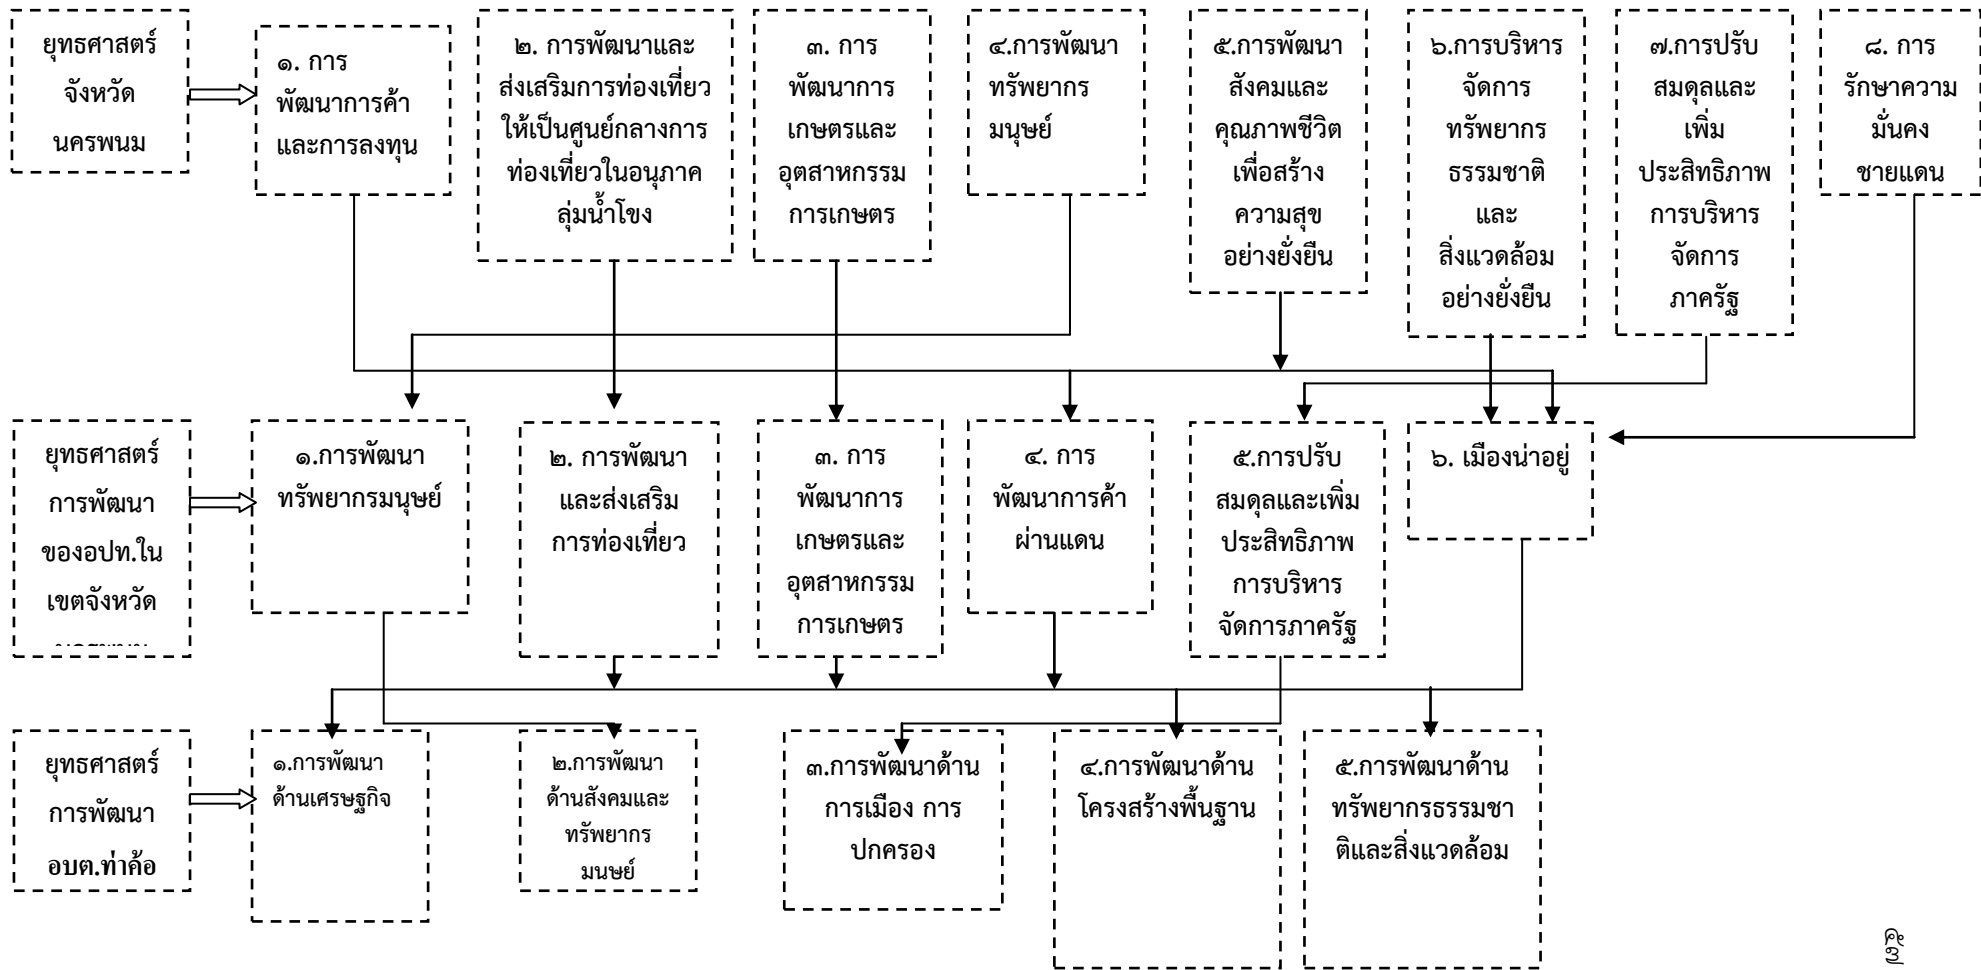 ยุทธศาสตร์
จังหวัด
นครพนม
๑. การ
พัฒนาการค้า
และการลงทุน
๒. การพัฒนาและ
ส่งเสริมการท่องเที่ยว
ให้เป็นศูนย์กลางการ
ท่องเที่ยวในอนุภาค
ลุ่มน้ำโขง
๓. การ
พัฒนาการ
เกษตรและ
อุตสาหกรรม
การเกษตร
๔.การพัฒนา
ทรัพยากร
มนุษย์
๕.การพัฒนา
สังคมและ
คุณภาพชีวิต
เพื่อสร้าง
ความสุข
อย่างยั่งยืน
๖.การบริหาร
จัดการ
ทรัพยากร
ธรรมชาติ
และ
สิ่งแวดล้อม
อย่างยั่งยืน
๗.การปรับ
สมดุลและ
เพิ่ม
ประสิทธิภาพ
การบริหาร
จัดการ
ภาครัฐ
๘. การ
รักษาความ
มั่นคง
ชายแดน
ยุทธศาสตร์
การพัฒนา
ของอปท.ใน
เขตจังหวัด
๑.การพัฒนา
ทรัพยากรมนุษย์
๒. การพัฒนา
และส่งเสริม
การท่องเที่ยว
๓. การ
พัฒนาการ
เกษตรและ
อุตสาหกรรม
การเกษตร
๔. การ
พัฒนาการค้า
ผ่านแดน
๕.การปรับ
สมดุลและเพิ่ม
ประสิทธิภาพ
การบริหาร
จัดการภาครัฐ
๖. เมืองน่าอยู่
ยุทธศาสตร์
การพัฒนา
อบต.ท่าค้อ
๑.การพัฒนา
ด้านเศรษฐกิจ
๒.การพัฒนา
ด้านสังคมและ
ทรัพยากร
มนษย์
๓.การพัฒนาด้าน
การเมือง การ
ปกครอง
๔.การพัฒนาด้าน
โครงสร้างพื้นฐาน
๕.การพัฒนาด้าน
ทรัพยากรธรรมชา
ติและสิ่งแวดล้อม
๕๗